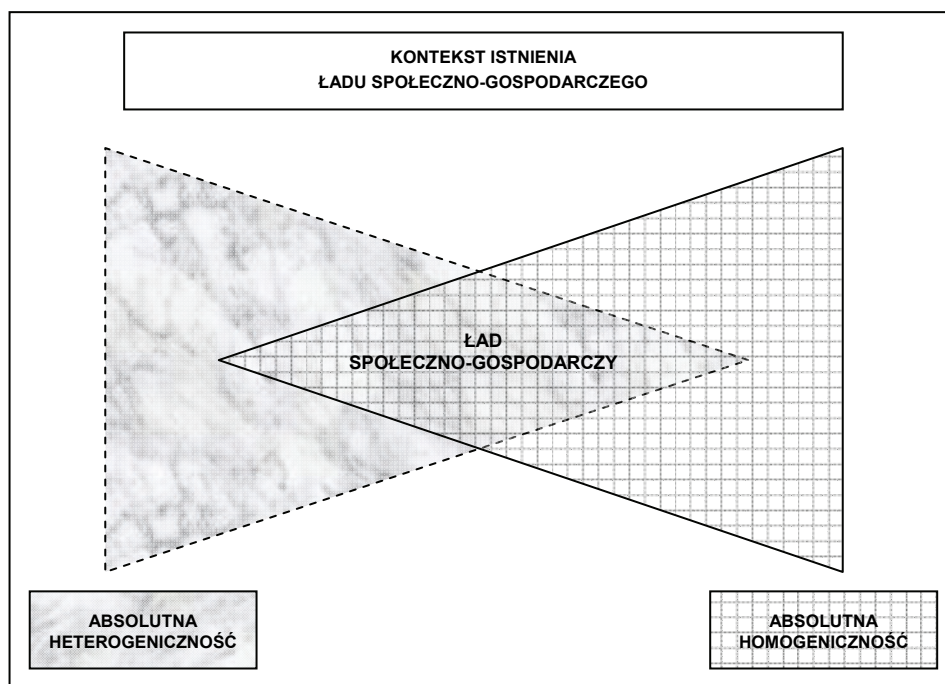 KONTEKST ISTNIENIA
ŁADU SPOŁECZNO-GOSPODARCZEGO
ŁAD
SPOŁECZNO-GOSPODARCZY
ABSOLUTNA
HETEROGENICZNOŚĆ
ABSOLUTNA
HOMOGENICZNOŚĆ